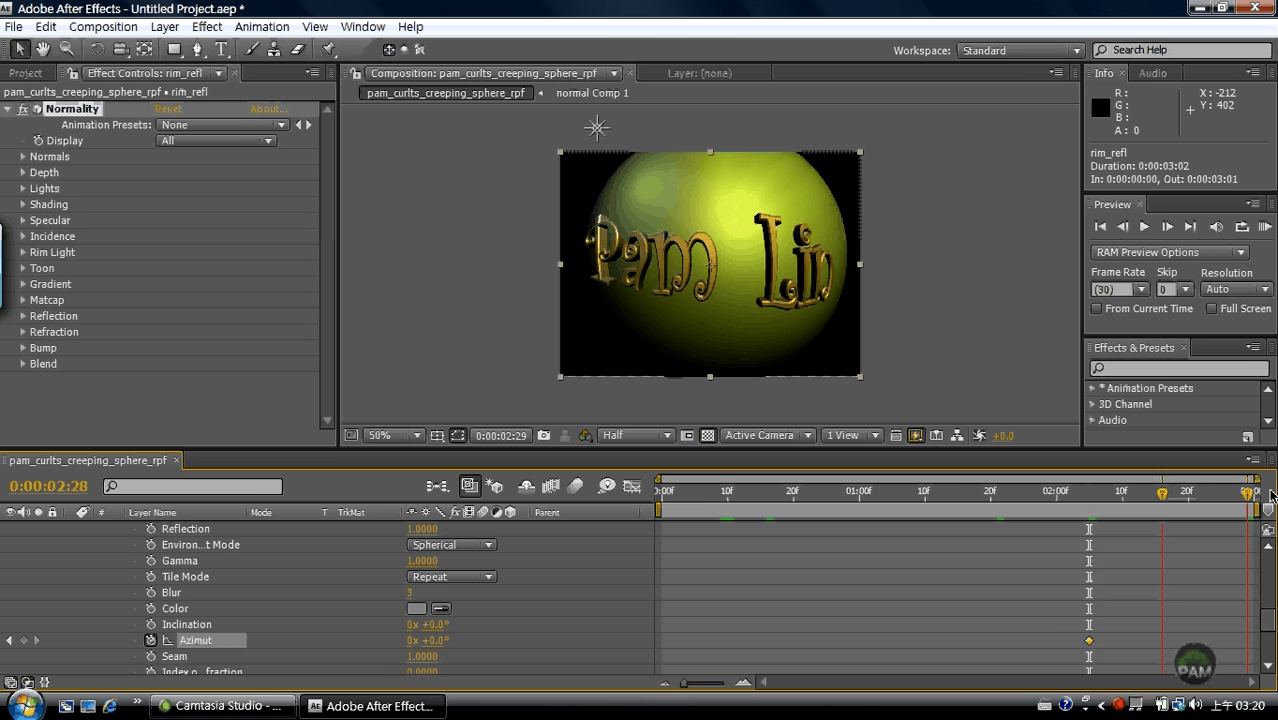 Adobe After Effects - Untitled Project.aep *
File Edit Composition Layer Effect Animation View Window Help
Workspace: Standard Search Help
Project Effect Controls: rim_refl Composition: pam_curlts_creeping_sphere_rpf Layer: (none) Info Audio
pam_curlts_creeping_sphere_rpf • rim_refl pam_curlts_creeping_sphere_rpf normal Comp 1
R : X : -212
G : Y : 402
B :
A : 0
Normality Reset About...
Animation Presets: None
Display All
Normals
Depth
Lights
Shading
Specular
Incidence
Rim Light
Toon
Gradient
Matcap
Reflection
Refraction
Bump
Blend
Pam Lin
rim_refl
Duration: 0:00:03:02
In: 0:00:00:00, Out: 0:00:03:01
Preview
RAM Preview Options
Frame Rate Skip Resolution
(30) 0 Auto
From Current Time Full Screen
Effects & Presets
* Animation Presets
3D Channel
Audio
50% 0:00:02:29 Half Active Camera 1 View +0.0
pam_curlts_creeping_sphere_rpf
0:00:02:28
0:00f 10f 20f 01:00f 10f 20f 02:00f 10f 20f
# Layer Name Mode TrkMat Parent
Reflection 1.0000
Environ...t Mode Spherical
Gamma 1.0000
Tile Mode Repeat
Blur 3
Color
Inclination 0x +0.0°
Azimut 0x +0.0°
Seam 1.0000
Index o...fraction 0.0000
PAM
Camtasia Studio - ... Adobe After Effect... 上午 03:20